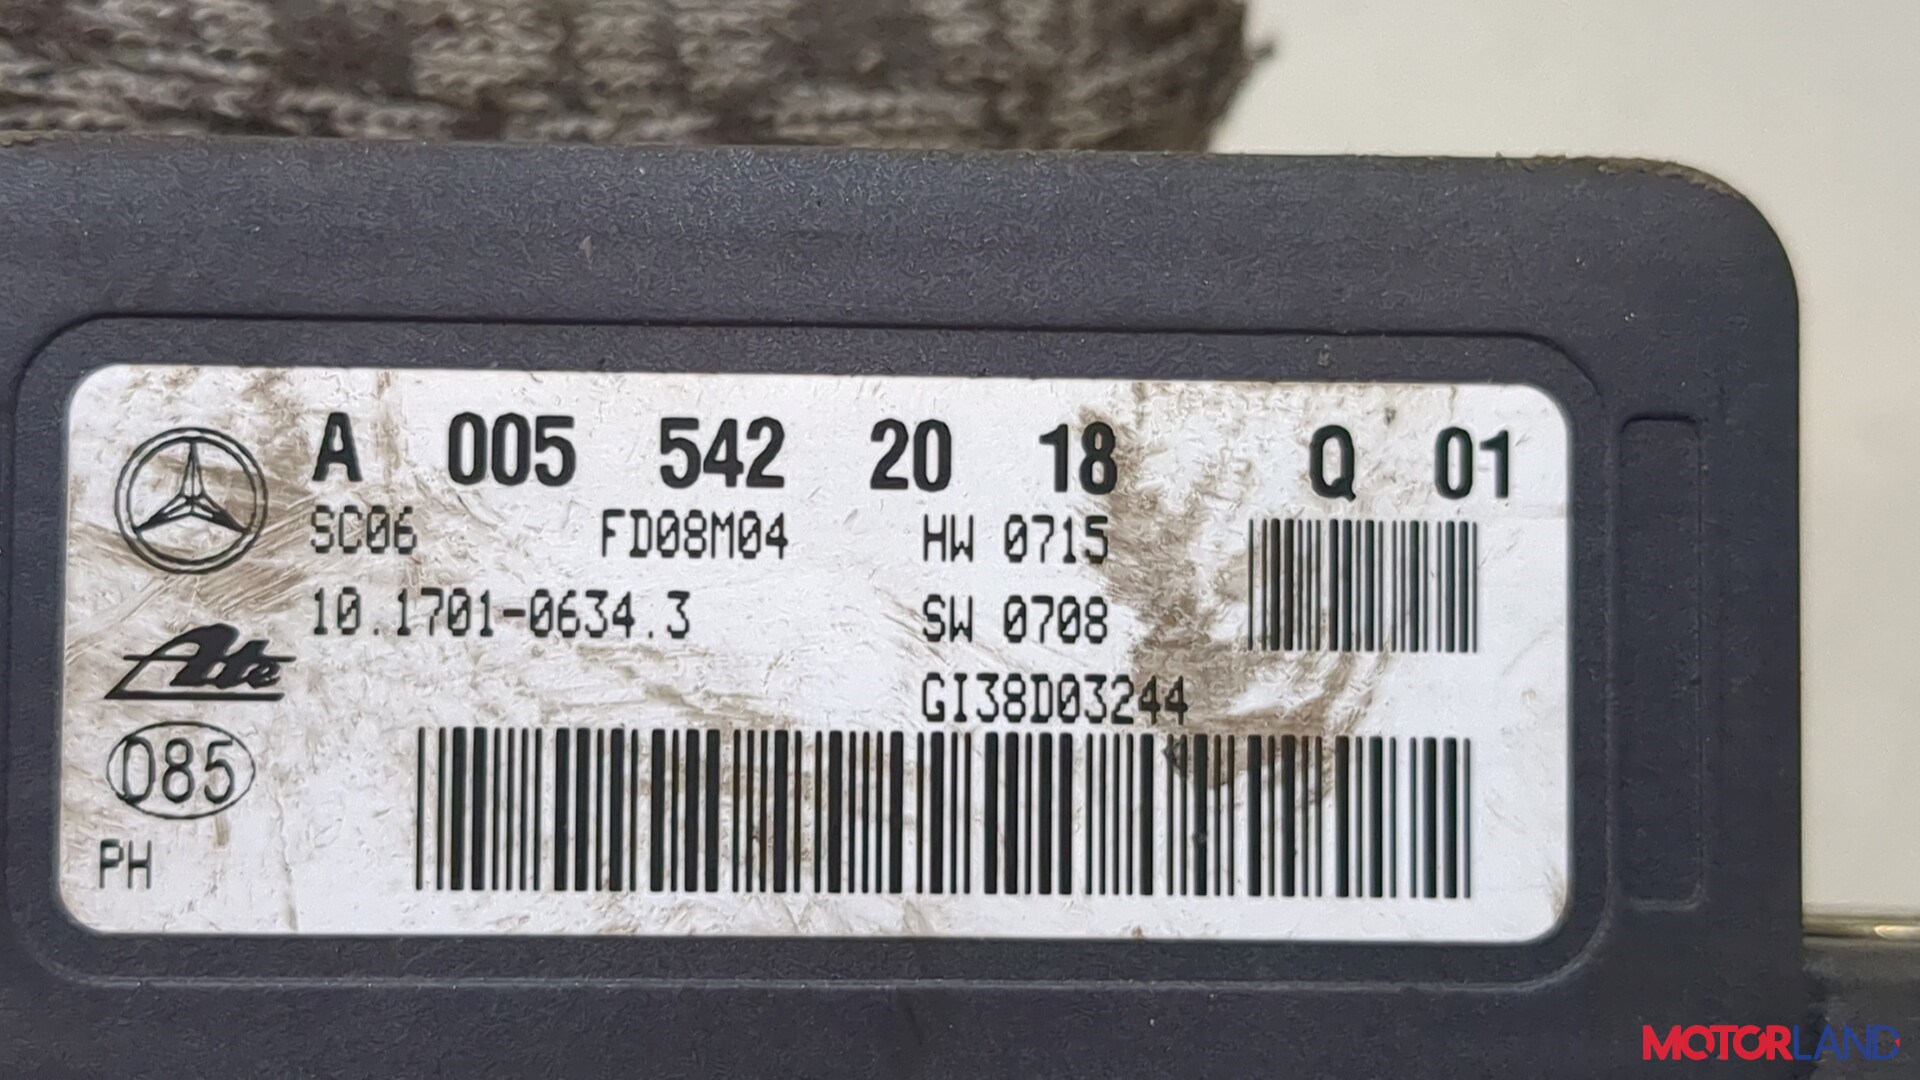 A 005 542 20 18 Q 01
SC06 FD08M04 HW 0715
10.1701-0634.3 SW 0708
Ate
GI38D03244
085
PH
MOTORLAND